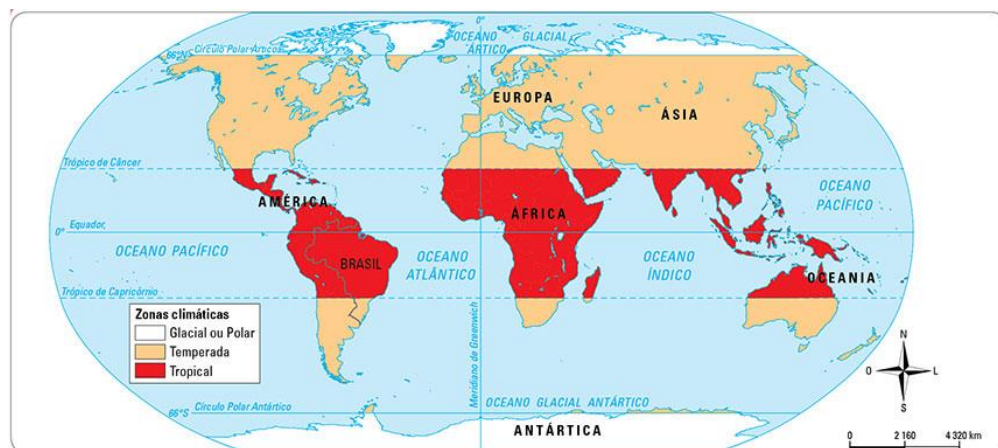 0°
OCEANO GLACIAL
ÁRTICO
66°N
Círculo Polar Ártico
EUROPA
ÁSIA
Trópico de Câncer
OCEANO
PACÍFICO
AMÉRICA
ÁFRICA
Equador
0°
OCEANO PACÍFICO
BRASIL
OCEANO
ATLÂNTICO
OCEANO
ÍNDICO
OCEANIA
Trópico de Capricórnio
Meridiano de Greenwich
Zonas climáticas
Glacial ou Polar
Temperada
Tropical
N
O
L
S
OCEANO GLACIAL ANTÁRTICO
66°S
Círculo Polar Antártico
ANTÁRTICA
0 2 160 4 320 km